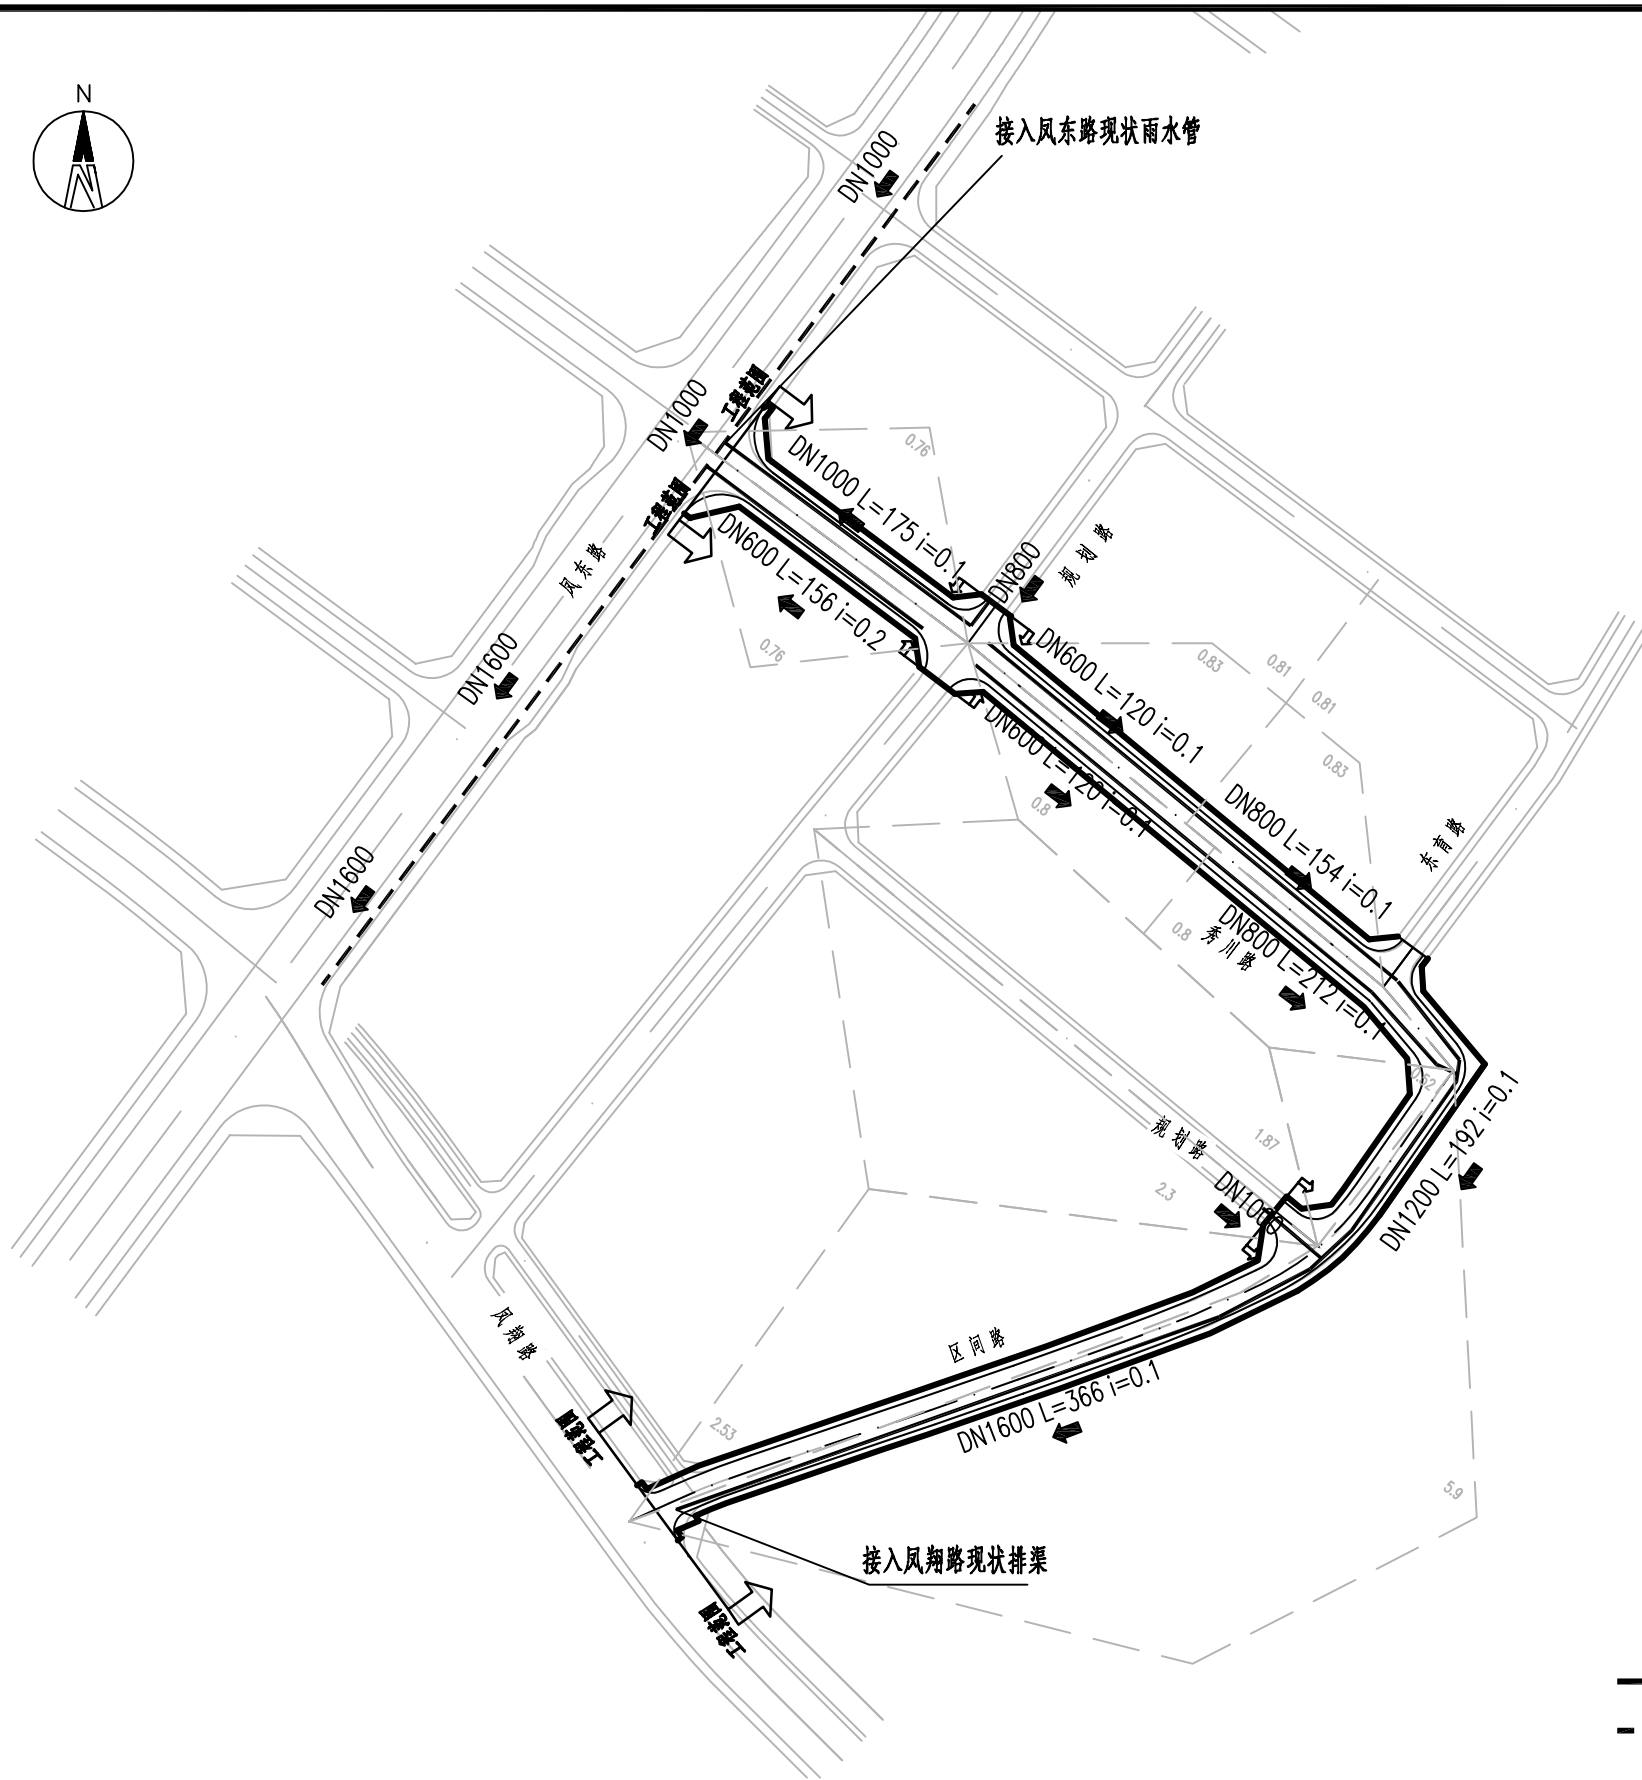 N
接入凤东路现状雨水管
DN1000
DN1000
工程范围
工程范围
DN1000 L=175 i=0.1
0.76
DN600 L=156 i=0.2
0.76
DN800
规划路
凤东路
DN1600
DN1600
DN600 L=120 i=0.1
0.83
0.81
0.81
0.83
DN600 L=120 i=0.1
0.8
DN800 L=154 i=0.1
东育路
0.8
DN800 L=212 i=0.1
秀川路
0.52
DN1200 L=192 i=0.1
规划路
1.87
2.3
DN1000
凤翔路
区间路
DN1600 L=366 i=0.1
工程范围
2.53
5.9
接入凤翔路现状排渠
工程范围